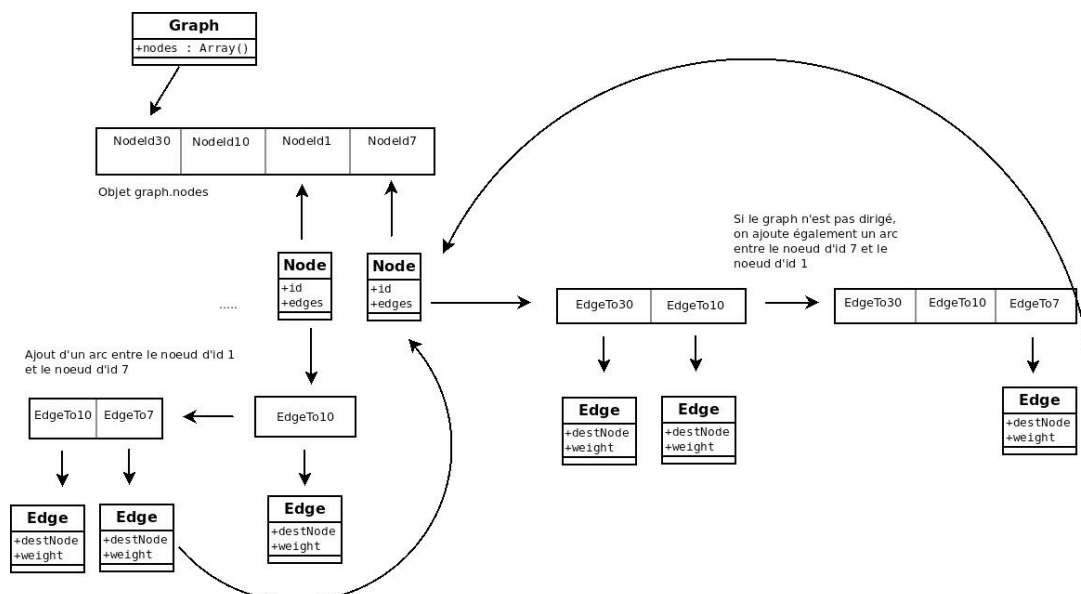 Graph
+nodes : Array()
NodeId30 NodeId10 NodeId1 NodeId7
Objet graph.nodes
Si le graph n'est pas dirigé,
on ajoute également un arc
entre le noeud d'id 7 et le
noeud d'id 1
Node
+id
+edges
Node
+id
+edges
.....
EdgeTo30 EdgeTo10
EdgeTo30 EdgeTo10 EdgeTo7
Ajout d'un arc entre le noeud d'id 1
et le noeud d'id 7
EdgeTo10 EdgeTo7
EdgeTo10
Edge
+destNode
+weight
Edge
+destNode
+weight
Edge
+destNode
+weight
Edge
+destNode
+weight
Edge
+destNode
+weight
Edge
+destNode
+weight